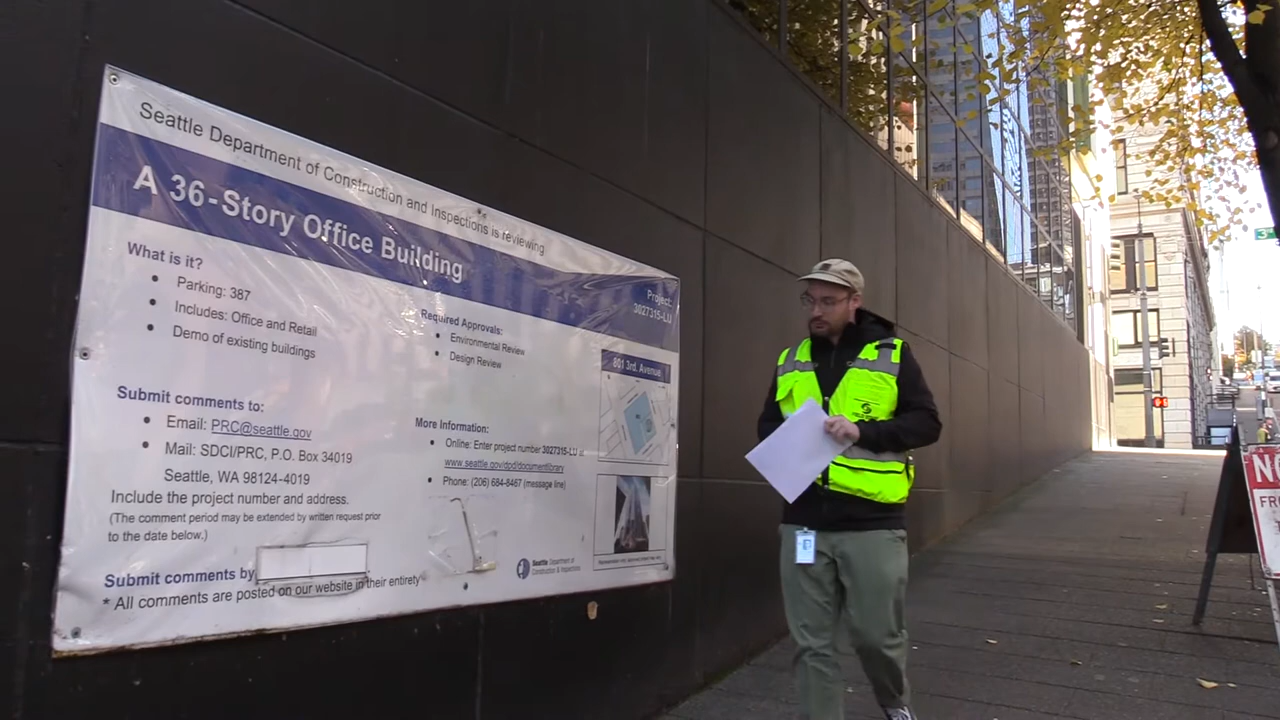 Seattle Department of Construction and Inspections is reviewing
A 36-Story Office Building
Project:
3027315-LU
What is it?
• Parking: 387
• Includes: Office and Retail
• Demo of existing buildings
Required Approvals:
• Environmental Review
• Design Review
801 3rd. Avenue
Submit comments to:
• Email: PRC@seattle.gov
• Mail: SDCI/PRC, P.O. Box 34019
Seattle, WA 98124-4019
Include the project number and address.
(The comment period may be extended by written request prior
to the date below.)
More Information:
• Online: Enter project number 3027315-LU at
www.seattle.gov/dpd/documentlibrary
• Phone: (206) 684-8467 (message line)
Submit comments by
* All comments are posted on our website in their entirety
Seattle Department of
Construction & Inspections
3